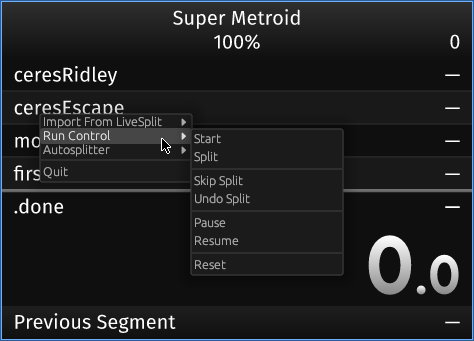 Super Metroid
100% 0
ceresRidley —
ceresEscape —
Import From LiveSplit
Run Control
Start
mo
Autosplitter
Split
Quit
firs —
Skip Split
Undo Split
.done —
Pause
Resume
0.0
Reset
Previous Segment —